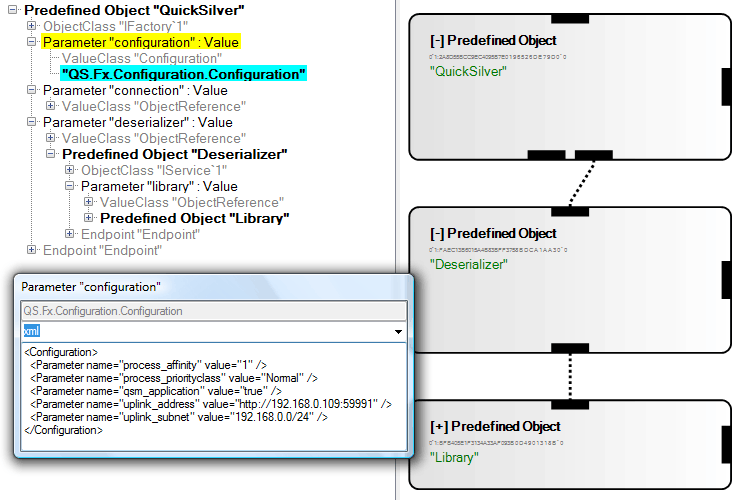 Predefined Object "QuickSilver"
ObjectClass "IFactory`1"
Parameter "configuration" : Value
ValueClass "Configuration"
"QS.Fx.Configuration.Configuration"
Parameter "connection" : Value
ValueClass "ObjectReference"
Parameter "deserializer" : Value
ValueClass "ObjectReference"
Predefined Object "Deserializer"
ObjectClass "IService`1"
Parameter "library" : Value
ValueClass "ObjectReference"
Predefined Object "Library"
Endpoint "Endpoint"
Endpoint "Endpoint"
Parameter "configuration"
QS.Fx.Configuration.Configuration
xml
<Configuration>
<Parameter name="process_affinity" value="1" />
<Parameter name="process_priorityclass" value="Normal" />
<Parameter name="qsm_application" value="true" />
<Parameter name="uplink_address" value="http://192.168.0.109:59991" />
<Parameter name="uplink_subnet" value="192.168.0.0/24" />
</Configuration>
[-] Predefined Object
"QuickSilver"
[-] Predefined Object
"Deserializer"
[+] Predefined Object
"Library"